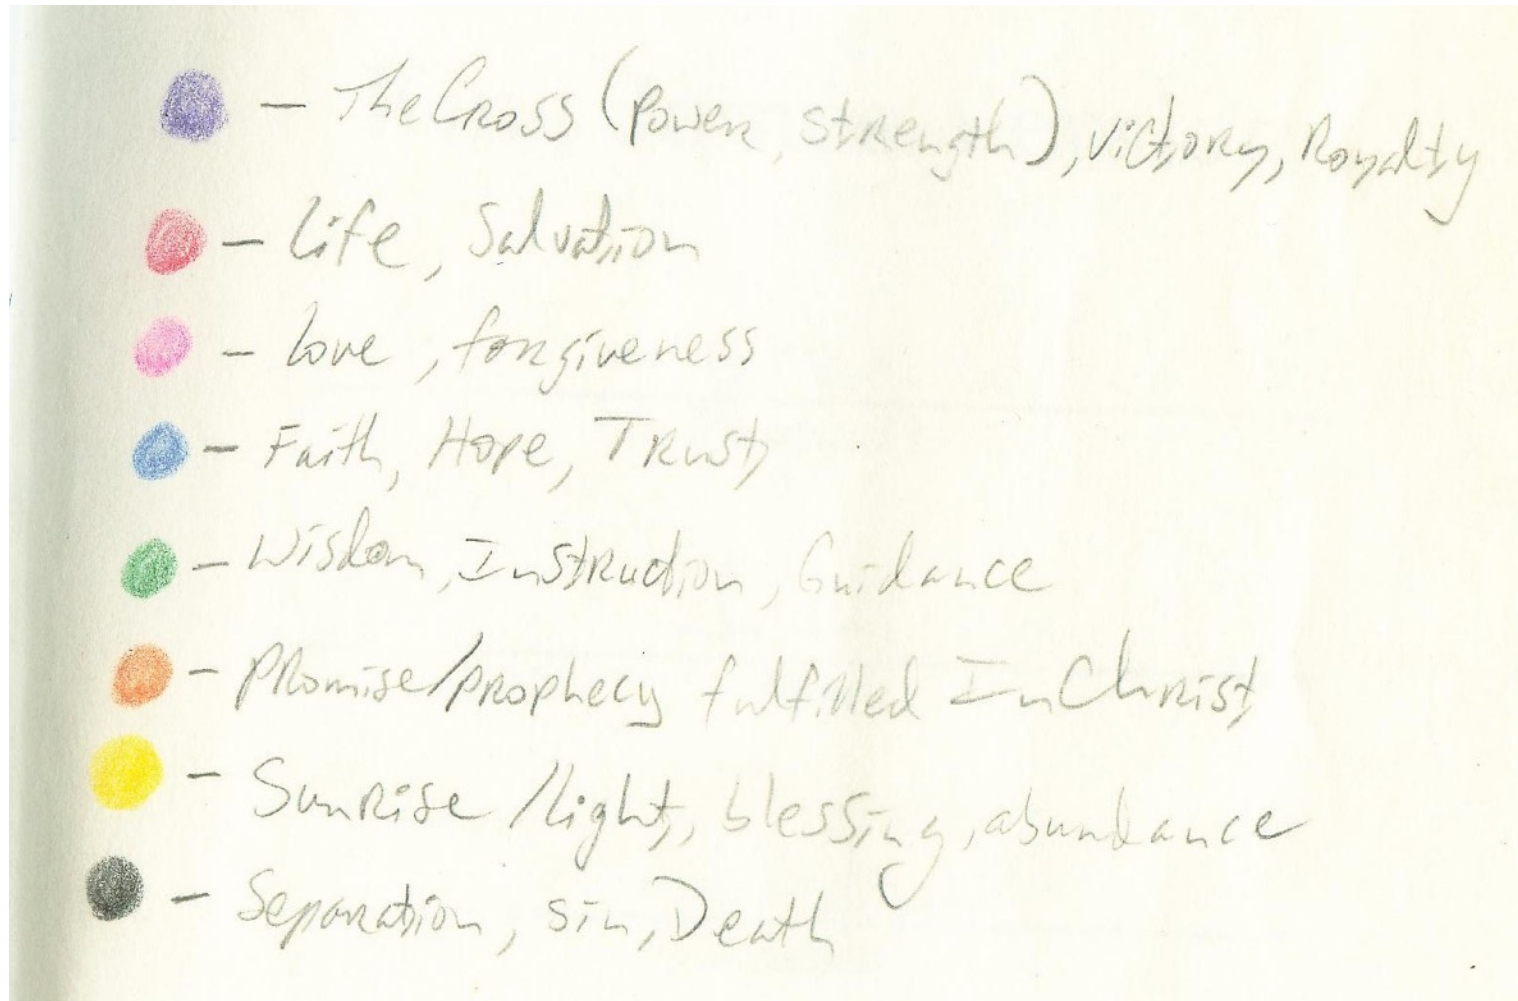 - The Cross (Power, Strength), Victory, Royalty
- Life, Salvation
- Love, forgiveness
- Faith, Hope, Trust
- Wisdom, Instruction, Guidance
- Promise/prophecy fulfilled In Christ
- Sunrise/light, blessing, abundance
- Separation, sin, Death